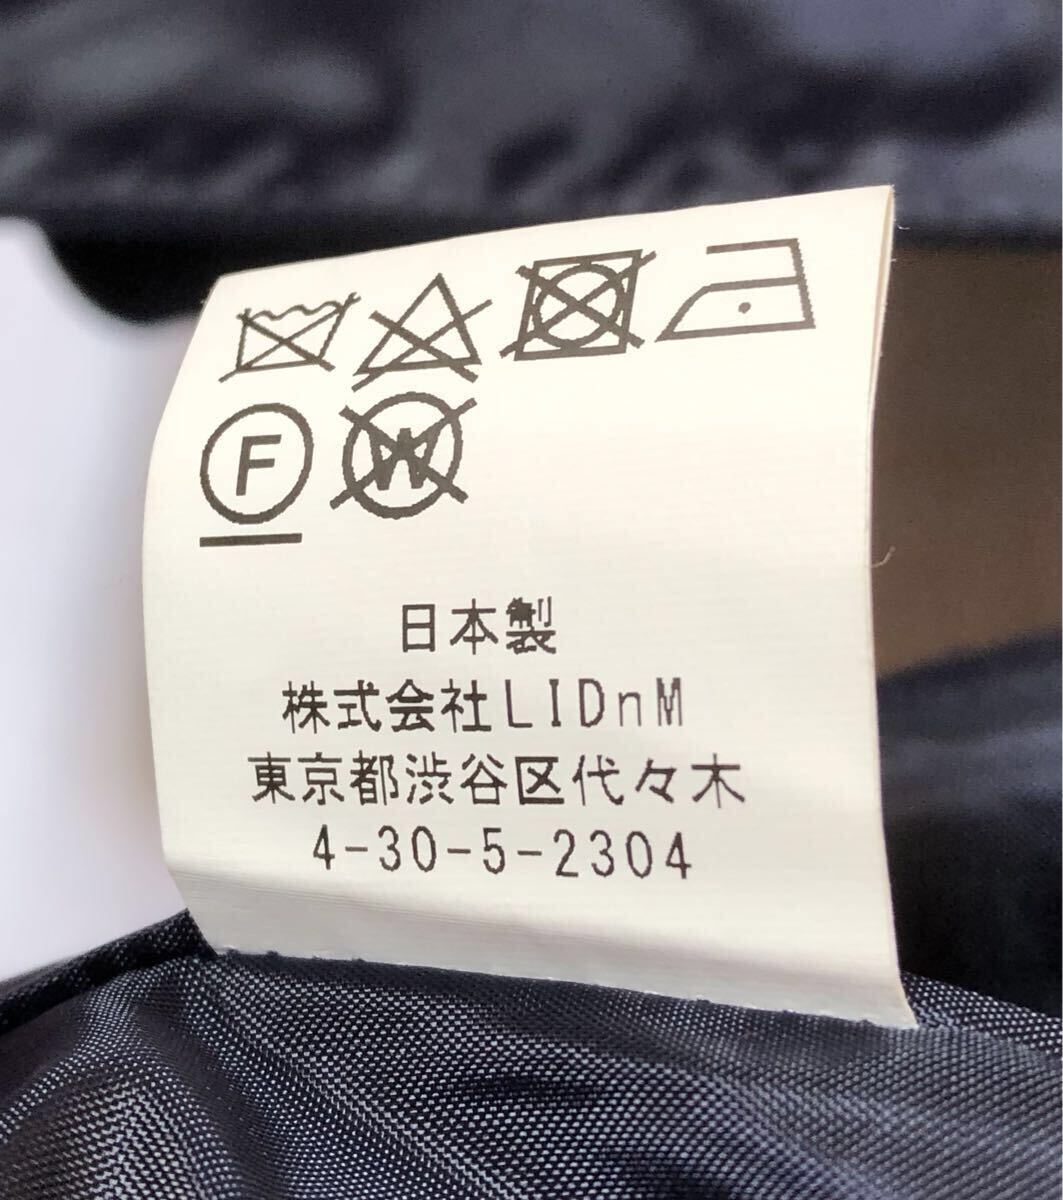 F W
日本製
株式会社LIDnM
東京都渋谷区代々木
4-30-5-2304